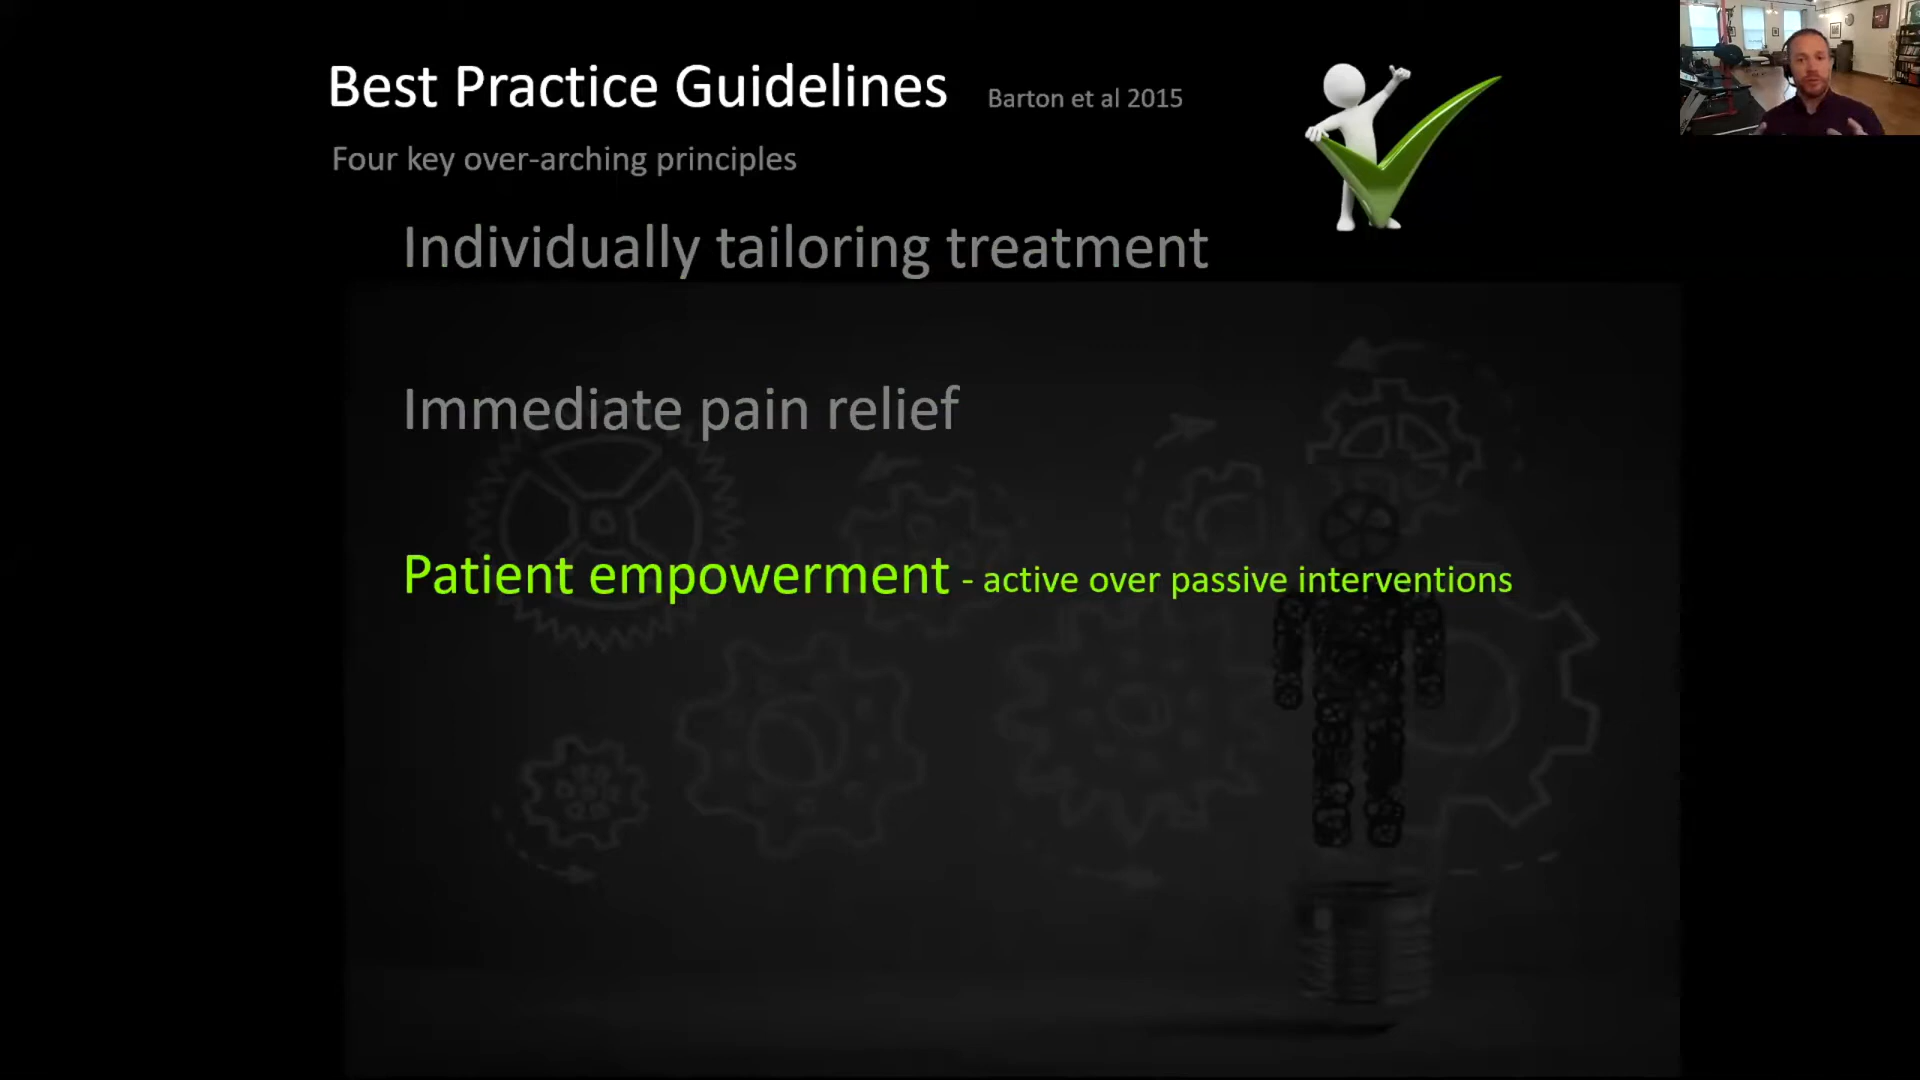 Best Practice Guidelines Barton et al 2015
Four key over-arching principles
Individually tailoring treatment
Immediate pain relief
Patient empowerment - active over passive interventions